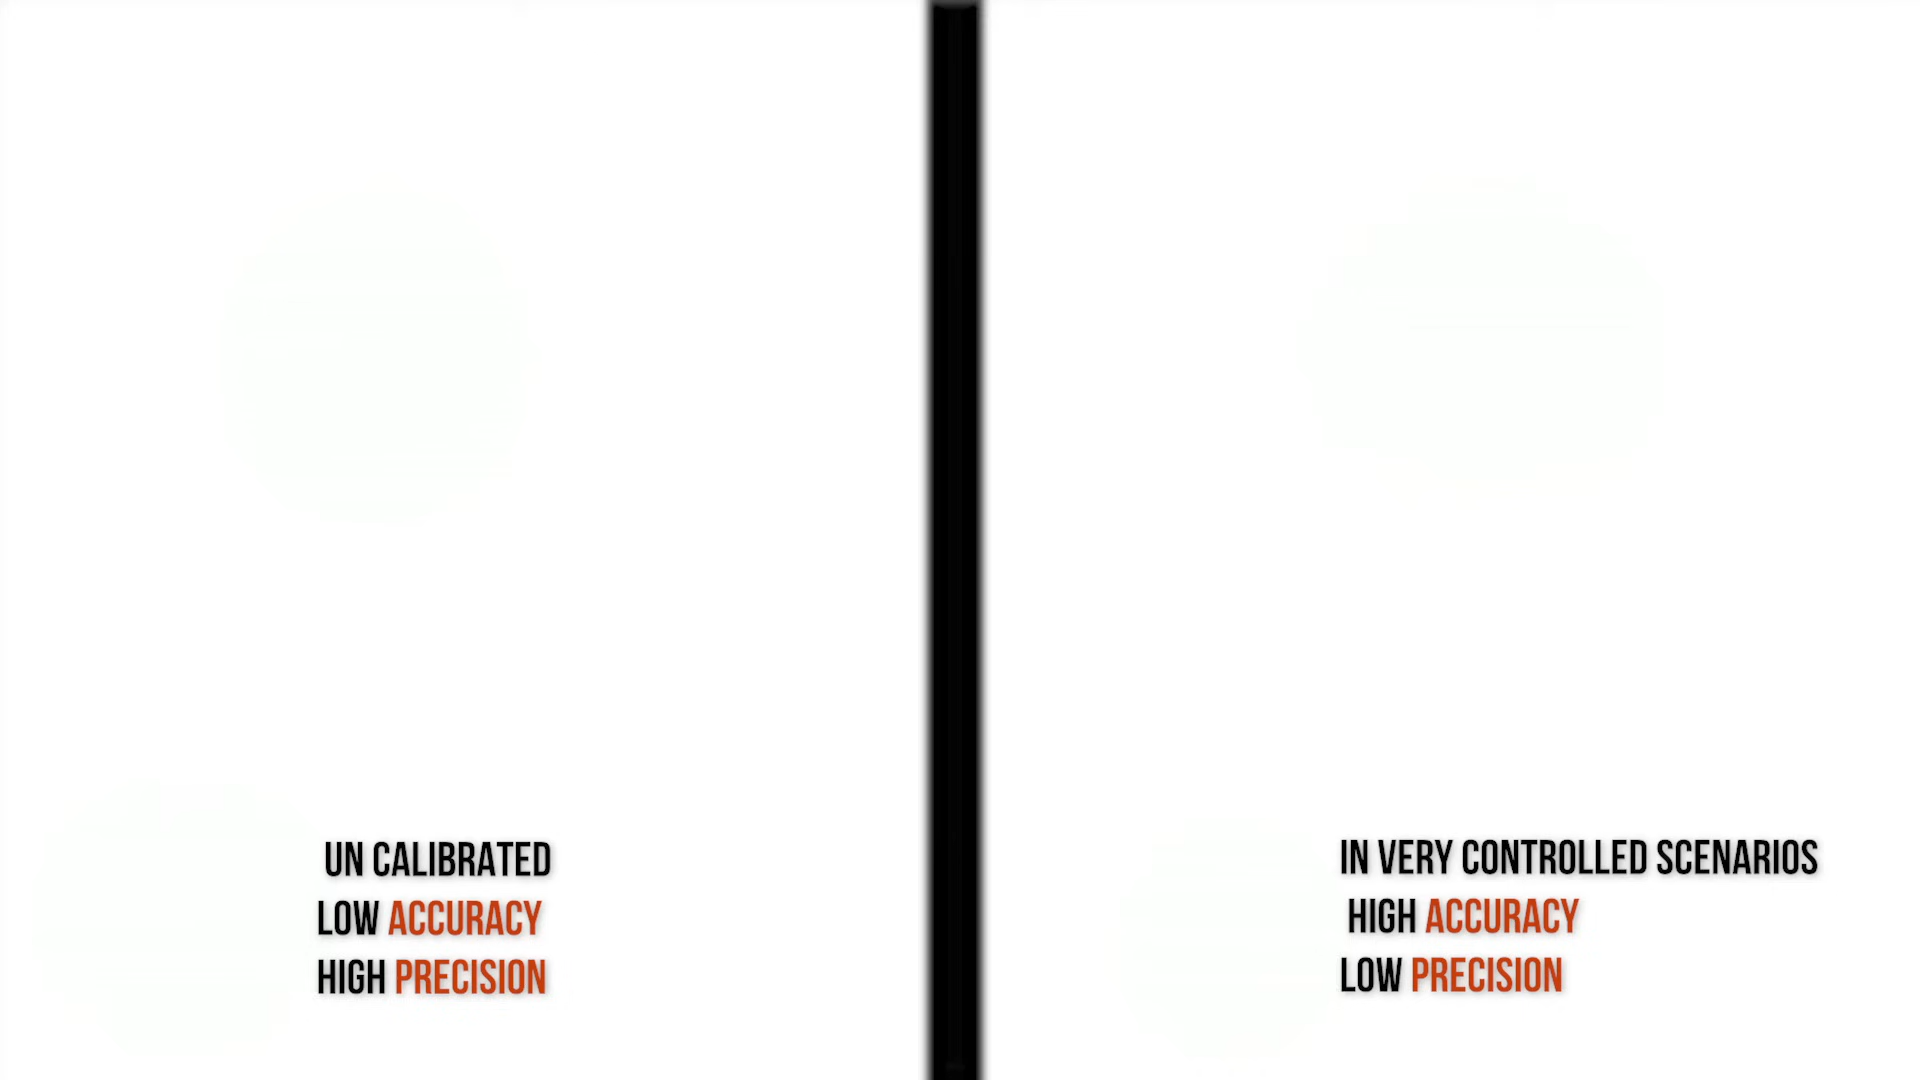 UN CALIBRATED
LOW ACCURACY
HIGH PRECISION
IN VERY CONTROLLED SCENARIOS
HIGH ACCURACY
LOW PRECISION